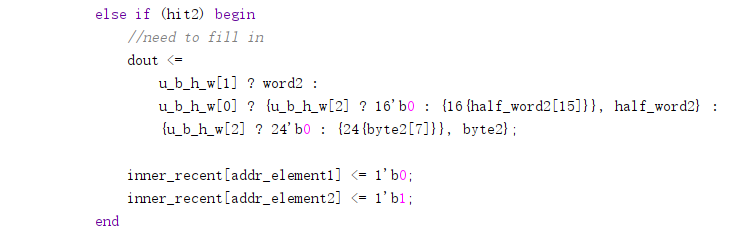 else if (hit2) begin
//need to fill in
dout <=
u_b_h_w[1] ? word2 :
u_b_h_w[0] ? {u_b_h_w[2] ? 16'b0 : {16{half_word2[15]}}, half_word2} :
{u_b_h_w[2] ? 24'b0 : {24{byte2[7]}}, byte2};
inner_recent[addr_element1] <= 1'b0;
inner_recent[addr_element2] <= 1'b1;
end